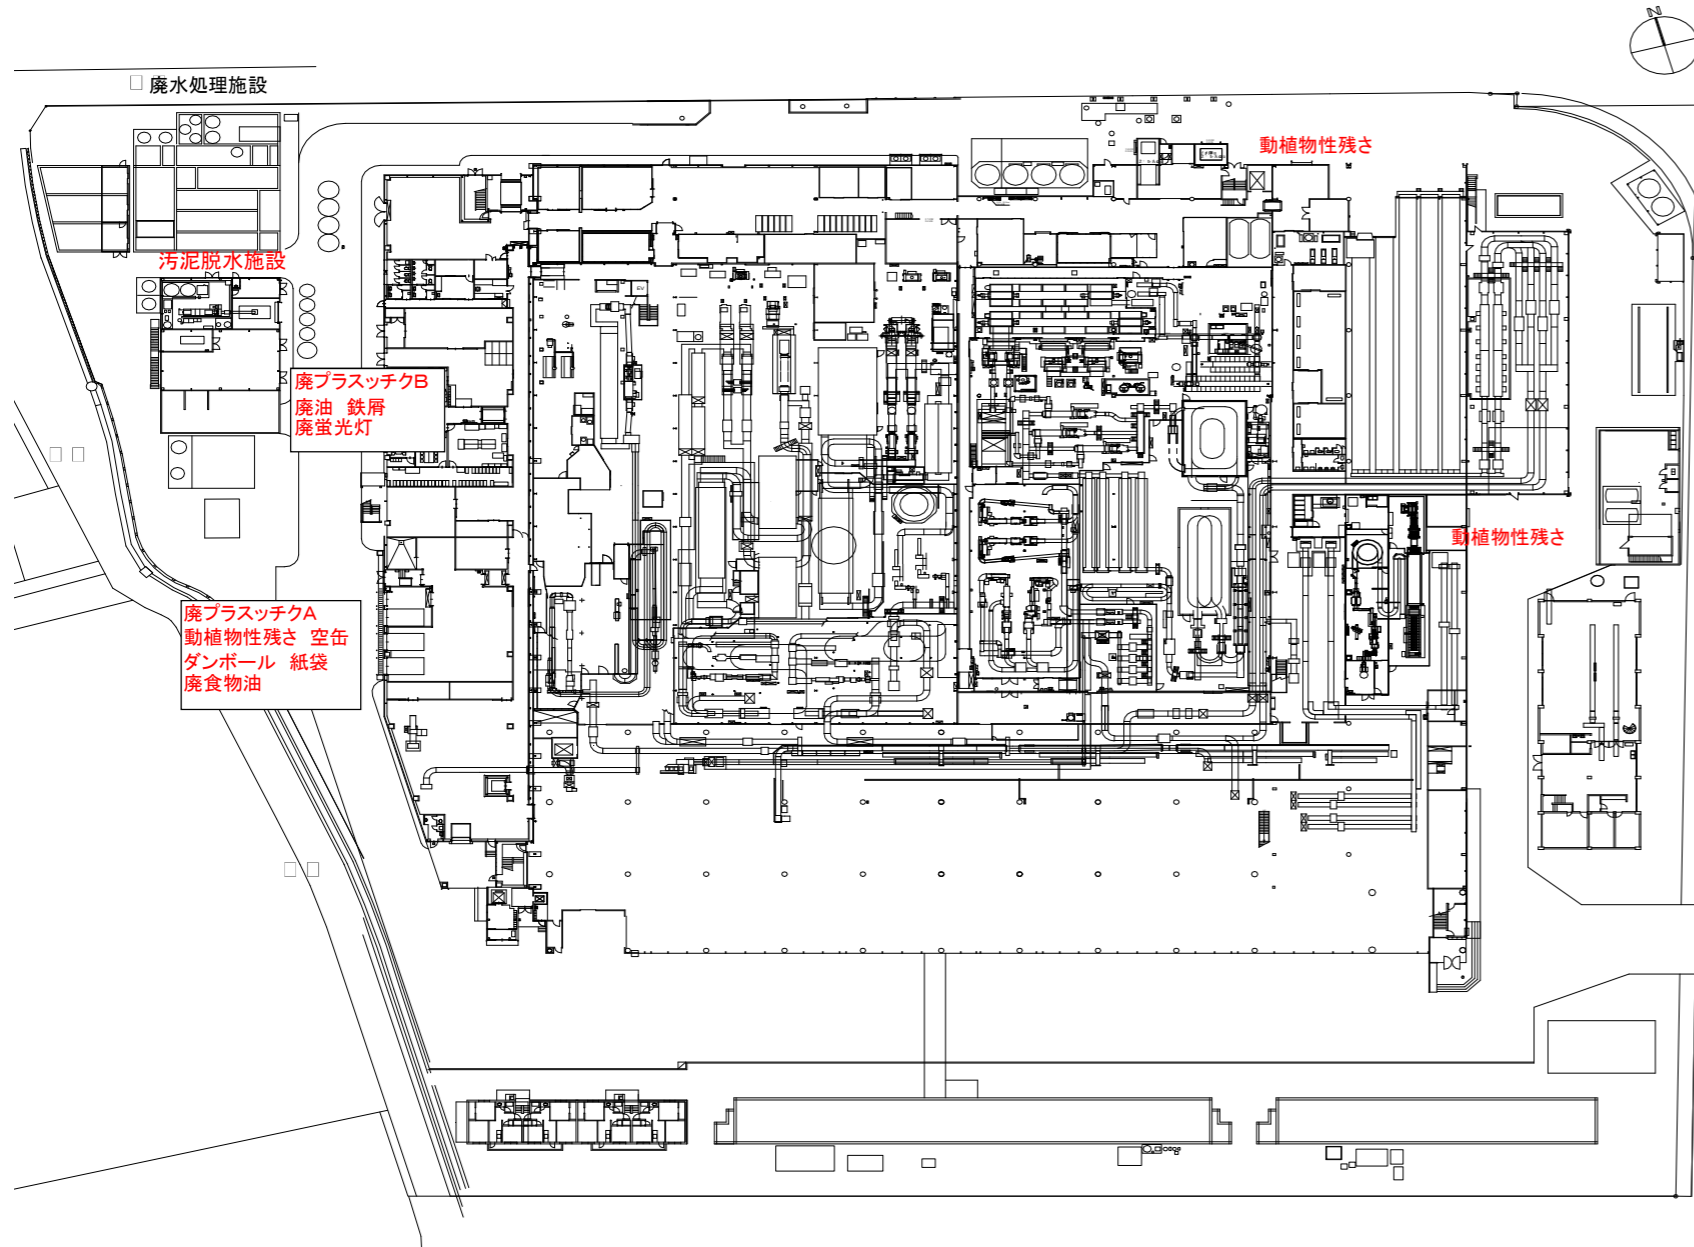 N
廃水処理施設
動植物性残さ
汚泥脱水施設
EV
廃プラスッチクB
廃油 鉄屑
廃蛍光灯
動植物性残さ
廃プラスッチクA
動植物性残さ 空缶
ダンボール 紙袋
廃食物油